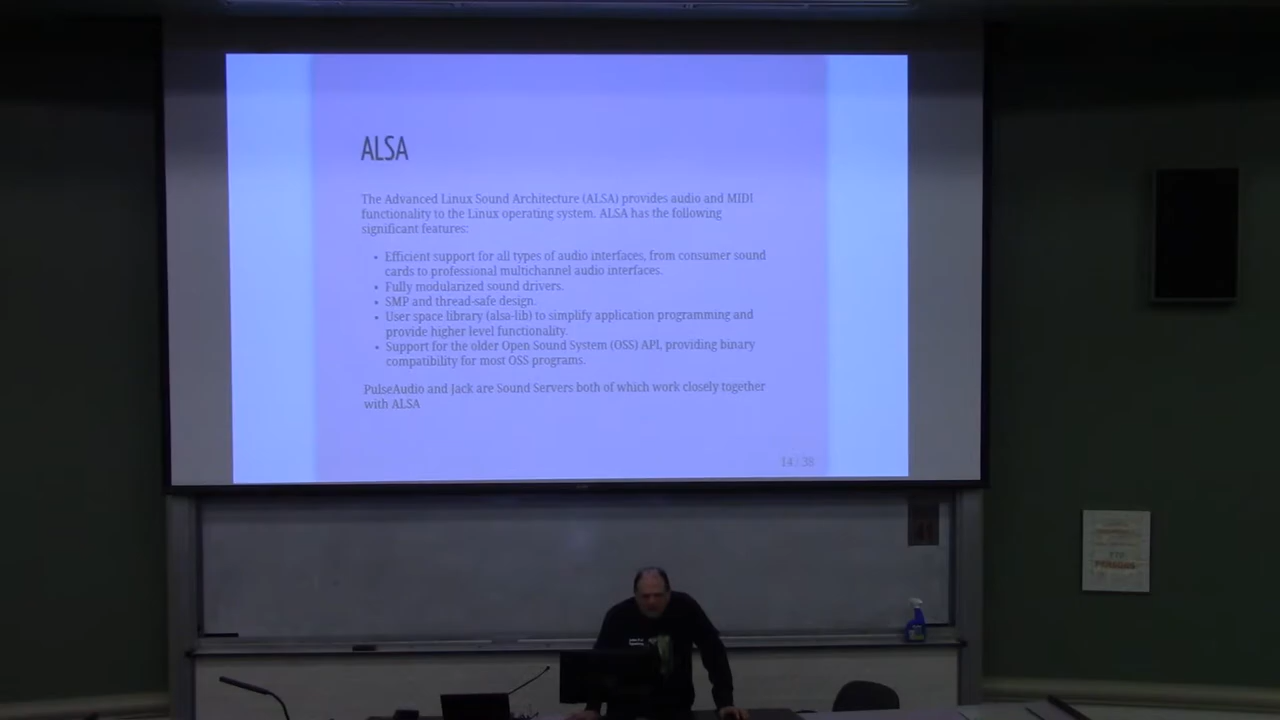 ALSA
The Advanced Linux Sound Architecture (ALSA) provides audio and MIDI
functionality to the Linux operating system. ALSA has the following
significant features:
• Efficient support for all types of audio interfaces, from consumer sound
cards to professional multichannel audio interfaces.
• Fully modularized sound drivers.
• SMP and thread-safe design.
• User space library (alsa-lib) to simplify application programming and
provide higher level functionality.
• Support for the older Open Sound System (OSS) API, providing binary
compatibility for most OSS programs.
PulseAudio and Jack are Sound Servers both of which work closely together
with ALSA
14 / 38
PERSONS